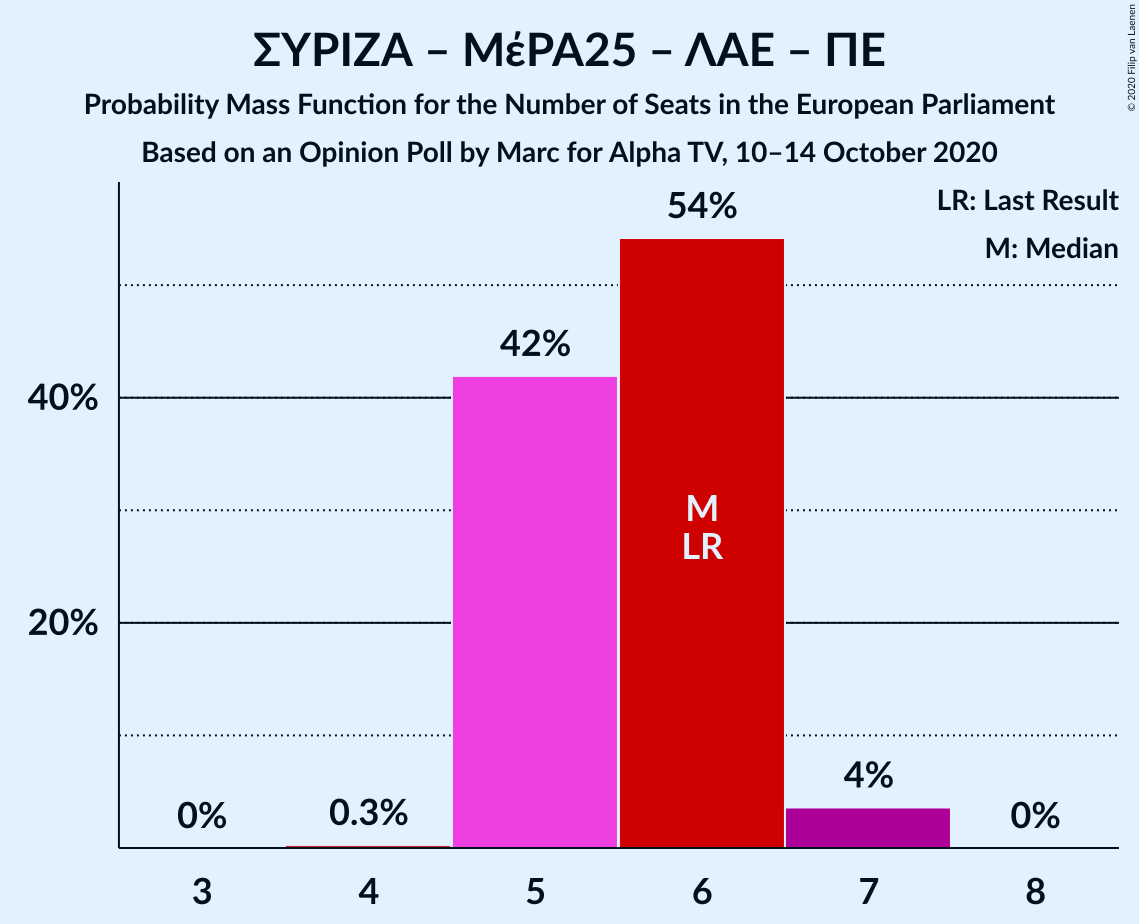 ΣΥΡΙΖΑ – ΜέΡΑ25 – ΛΑΕ – ΠΕ
Probability Mass Function for the Number of Seats in the European Parliament
Based on an Opinion Poll by Marc for Alpha TV, 10–14 October 2020
© 2020 Filip van Laenen
LR: Last Result
M: Median
54%
42%
40%
M
LR
20%
4%
0%
0.3%
0%
3
4
5
6
7
8